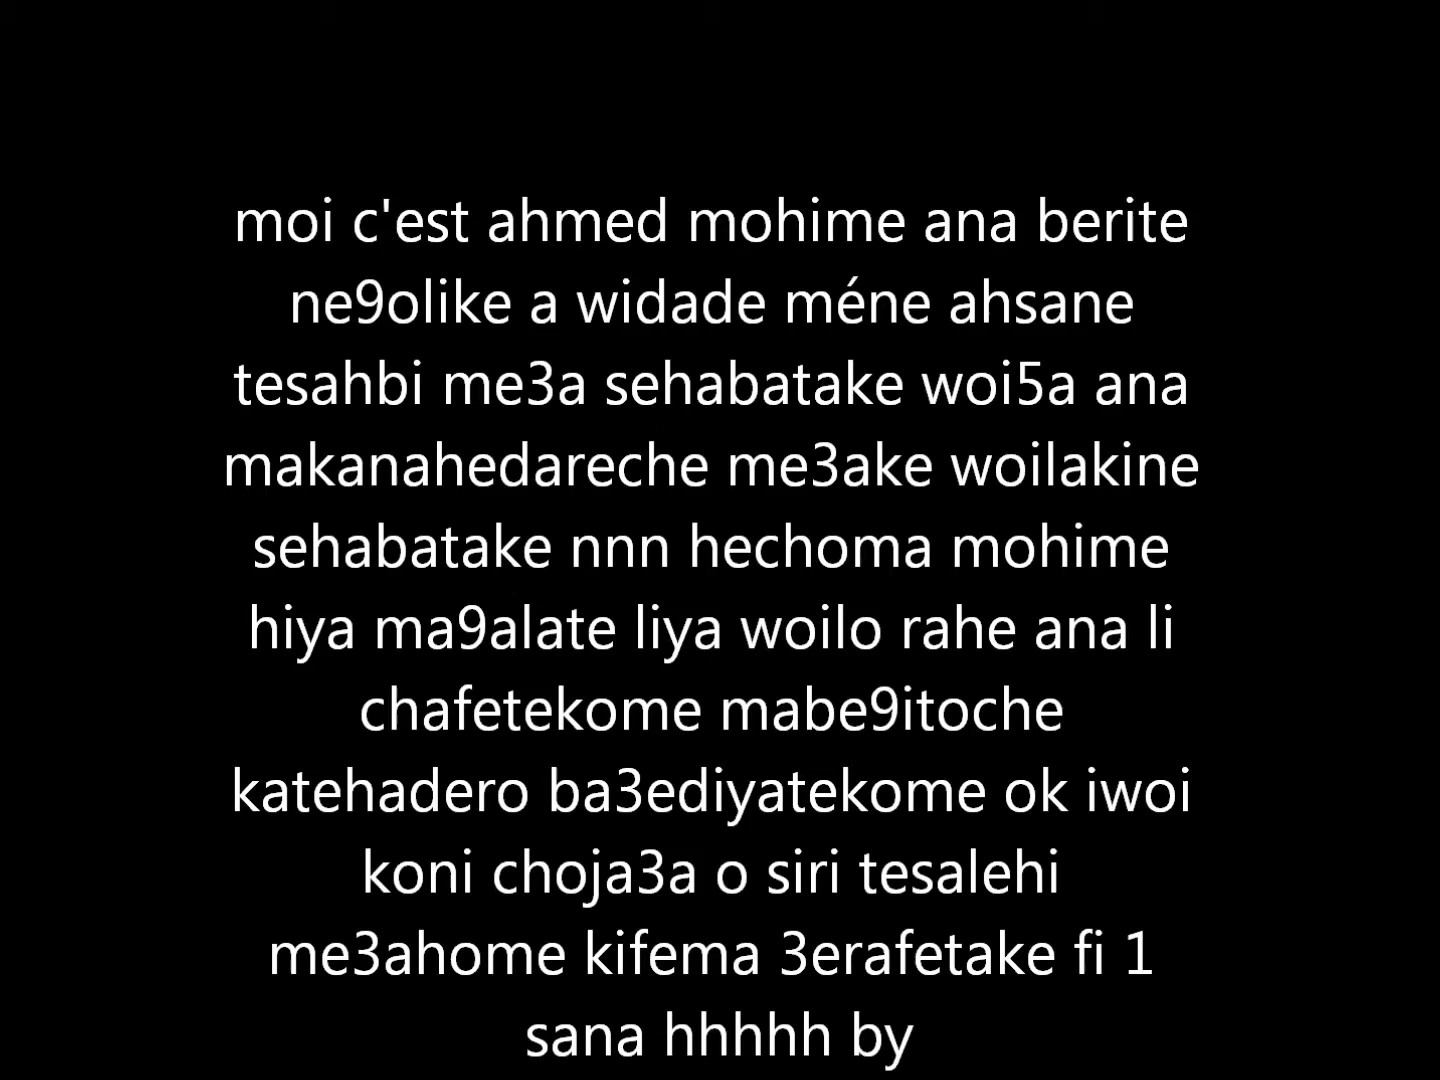 moi c'est ahmed mohime ana berite
ne9olike a widade méne ahsane
tesahbi me3a sehabatake woi5a ana
makanahedareche me3ake woilakine
sehabatake nnn hechoma mohime
hiya ma9alate liya woilo rahe ana li
chafetekome mabe9itoche
katehadero ba3ediyatekome ok iwoi
koni choja3a o siri tesalehi
me3ahome kifema 3erafetake fi 1
sana hhhhh by